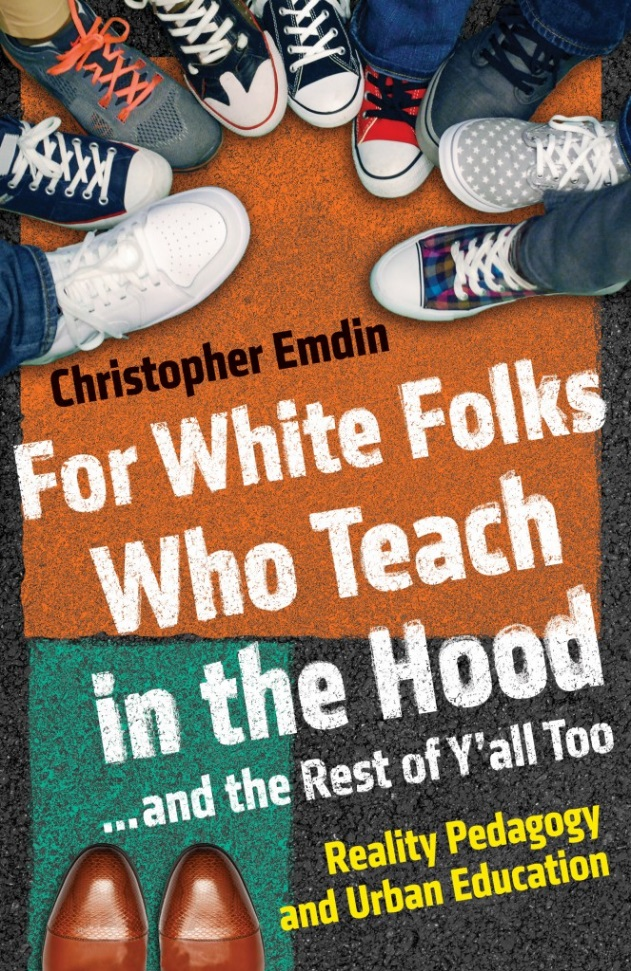 Christopher Emdin
For White Folks
Who Teach
in the Hood
...and the Rest of Y'all Too
Reality Pedagogy
and Urban Education